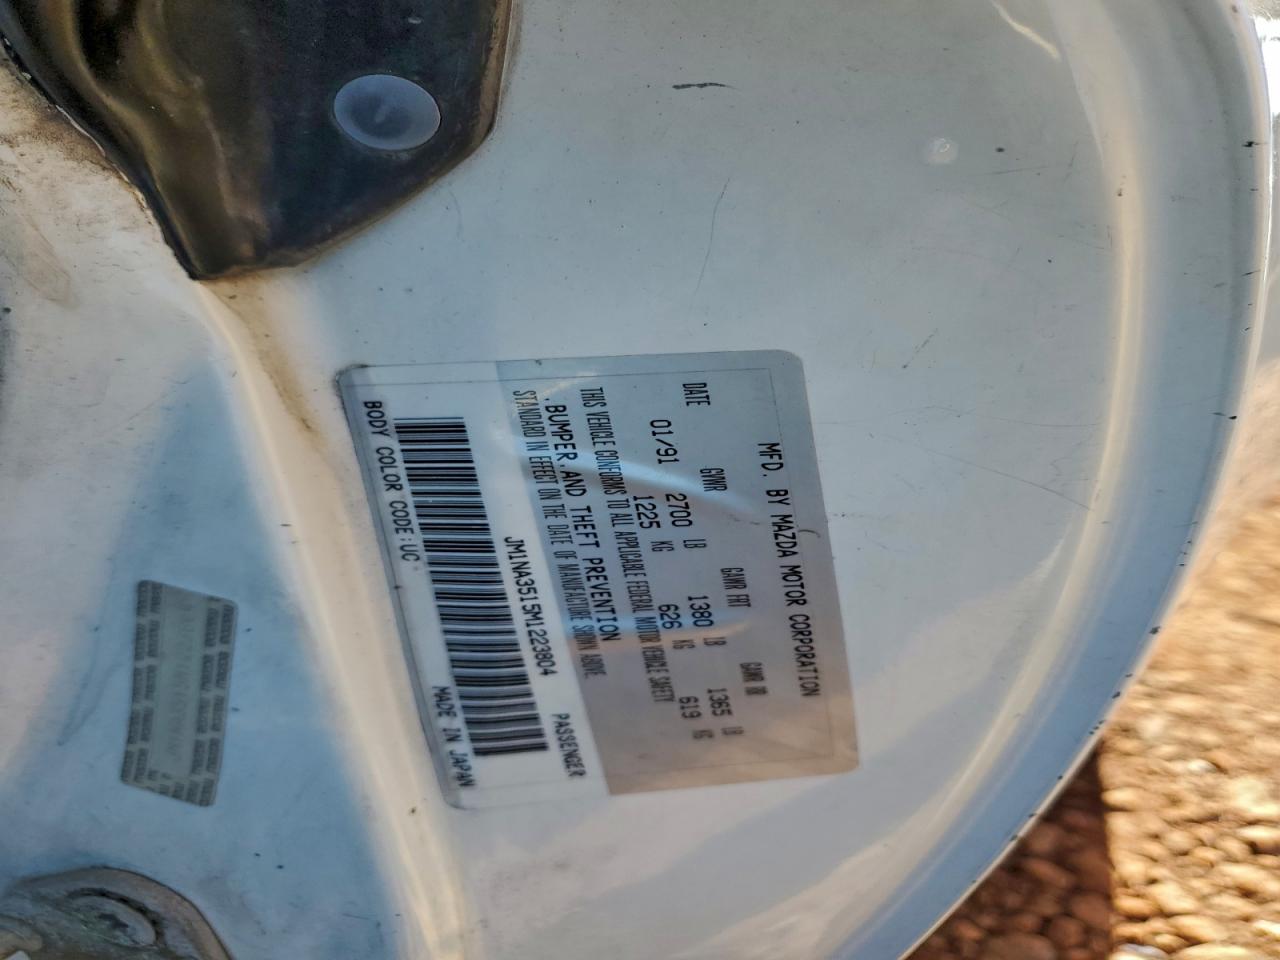 MFD. BY MAZDA MOTOR CORPORATION
DATE GVWR GAWR FRT GAWR RR
01/91 2700 LB 1380 LB 1365 LB
1225 KG 626 KG 619 KG
THIS VEHICLE CONFORMS TO ALL APPLICABLE FEDERAL MOTOR VEHICLE SAFETY
, BUMPER, AND THEFT PREVENTION
STANDARD IN EFFECT ON THE DATE OF MANUFACTURE SHOWN ABOVE.
JM1NA3515M1223804 PASSENGER
BODY COLOR CODE:UC MADE IN JAPAN